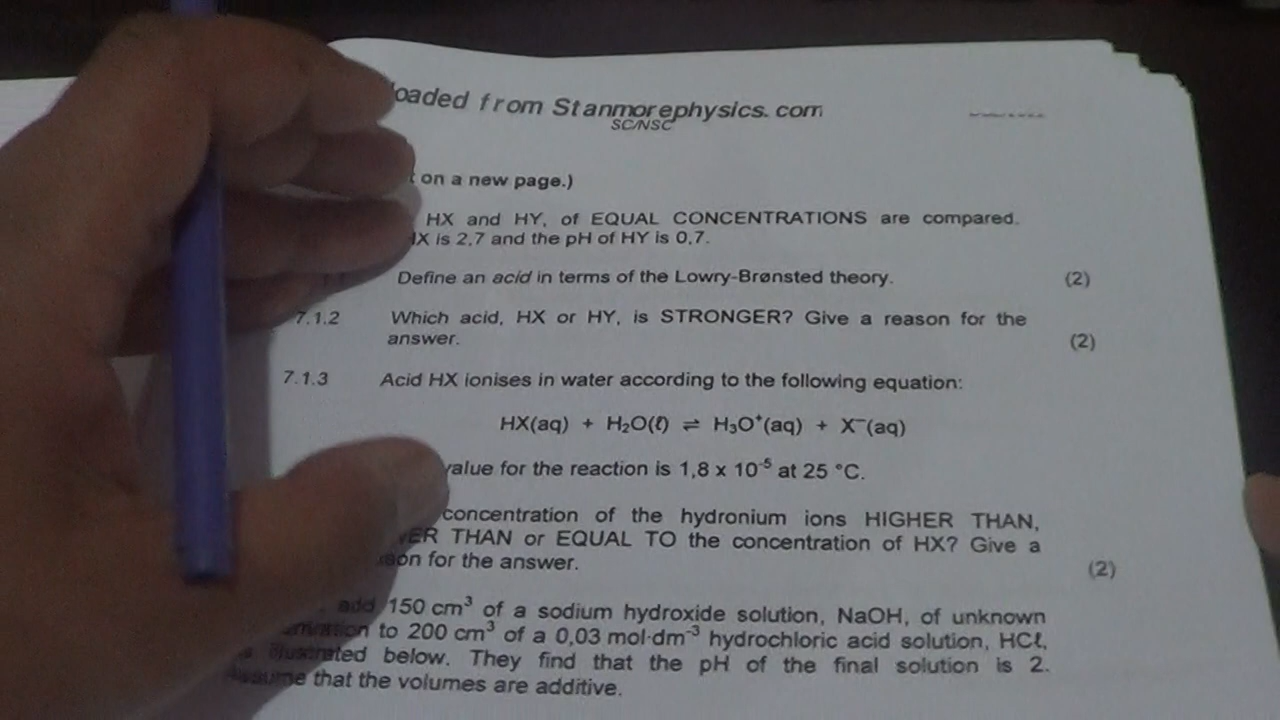 oaded from Stanmorephysics.com
SC/NSC
on a new page.)
HX and HY, of EQUAL CONCENTRATIONS are compared.
HX is 2,7 and the pH of HY is 0,7.
Define an acid in terms of the Lowry-Brønsted theory. (2)
7.1.2 Which acid, HX or HY, is STRONGER? Give a reason for the
answer. (2)
7.1.3 Acid HX ionises in water according to the following equation:
HX(aq) + H₂O(ℓ) ⇌ H₃O⁺(aq) + X⁻(aq)
value for the reaction is 1,8 x 10⁻⁵ at 25 °C.
concentration of the hydronium ions HIGHER THAN,
ER THAN or EQUAL TO the concentration of HX? Give a
son for the answer. (2)
add 150 cm³ of a sodium hydroxide solution, NaOH, of unknown
to 200 cm³ of a 0,03 mol·dm⁻³ hydrochloric acid solution, HCℓ,
illustrated below. They find that the pH of the final solution is 2.
Assume that the volumes are additive.